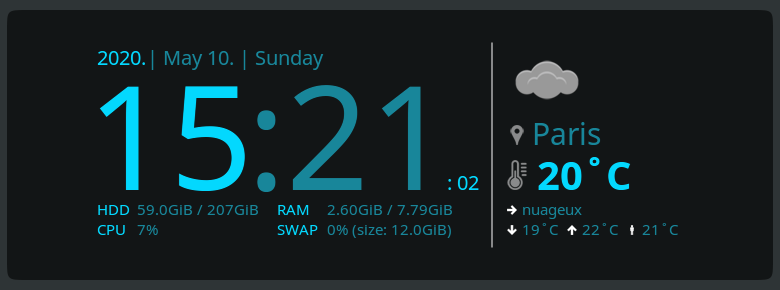 2020.| May 10. | Sunday
15:21 : 02
HDD 59.0GiB / 207GiB RAM 2.60GiB / 7.79GiB
CPU 7% SWAP 0% (size: 12.0GiB)
Paris
20˚C
nuageux
19˚C 22˚C 21˚C